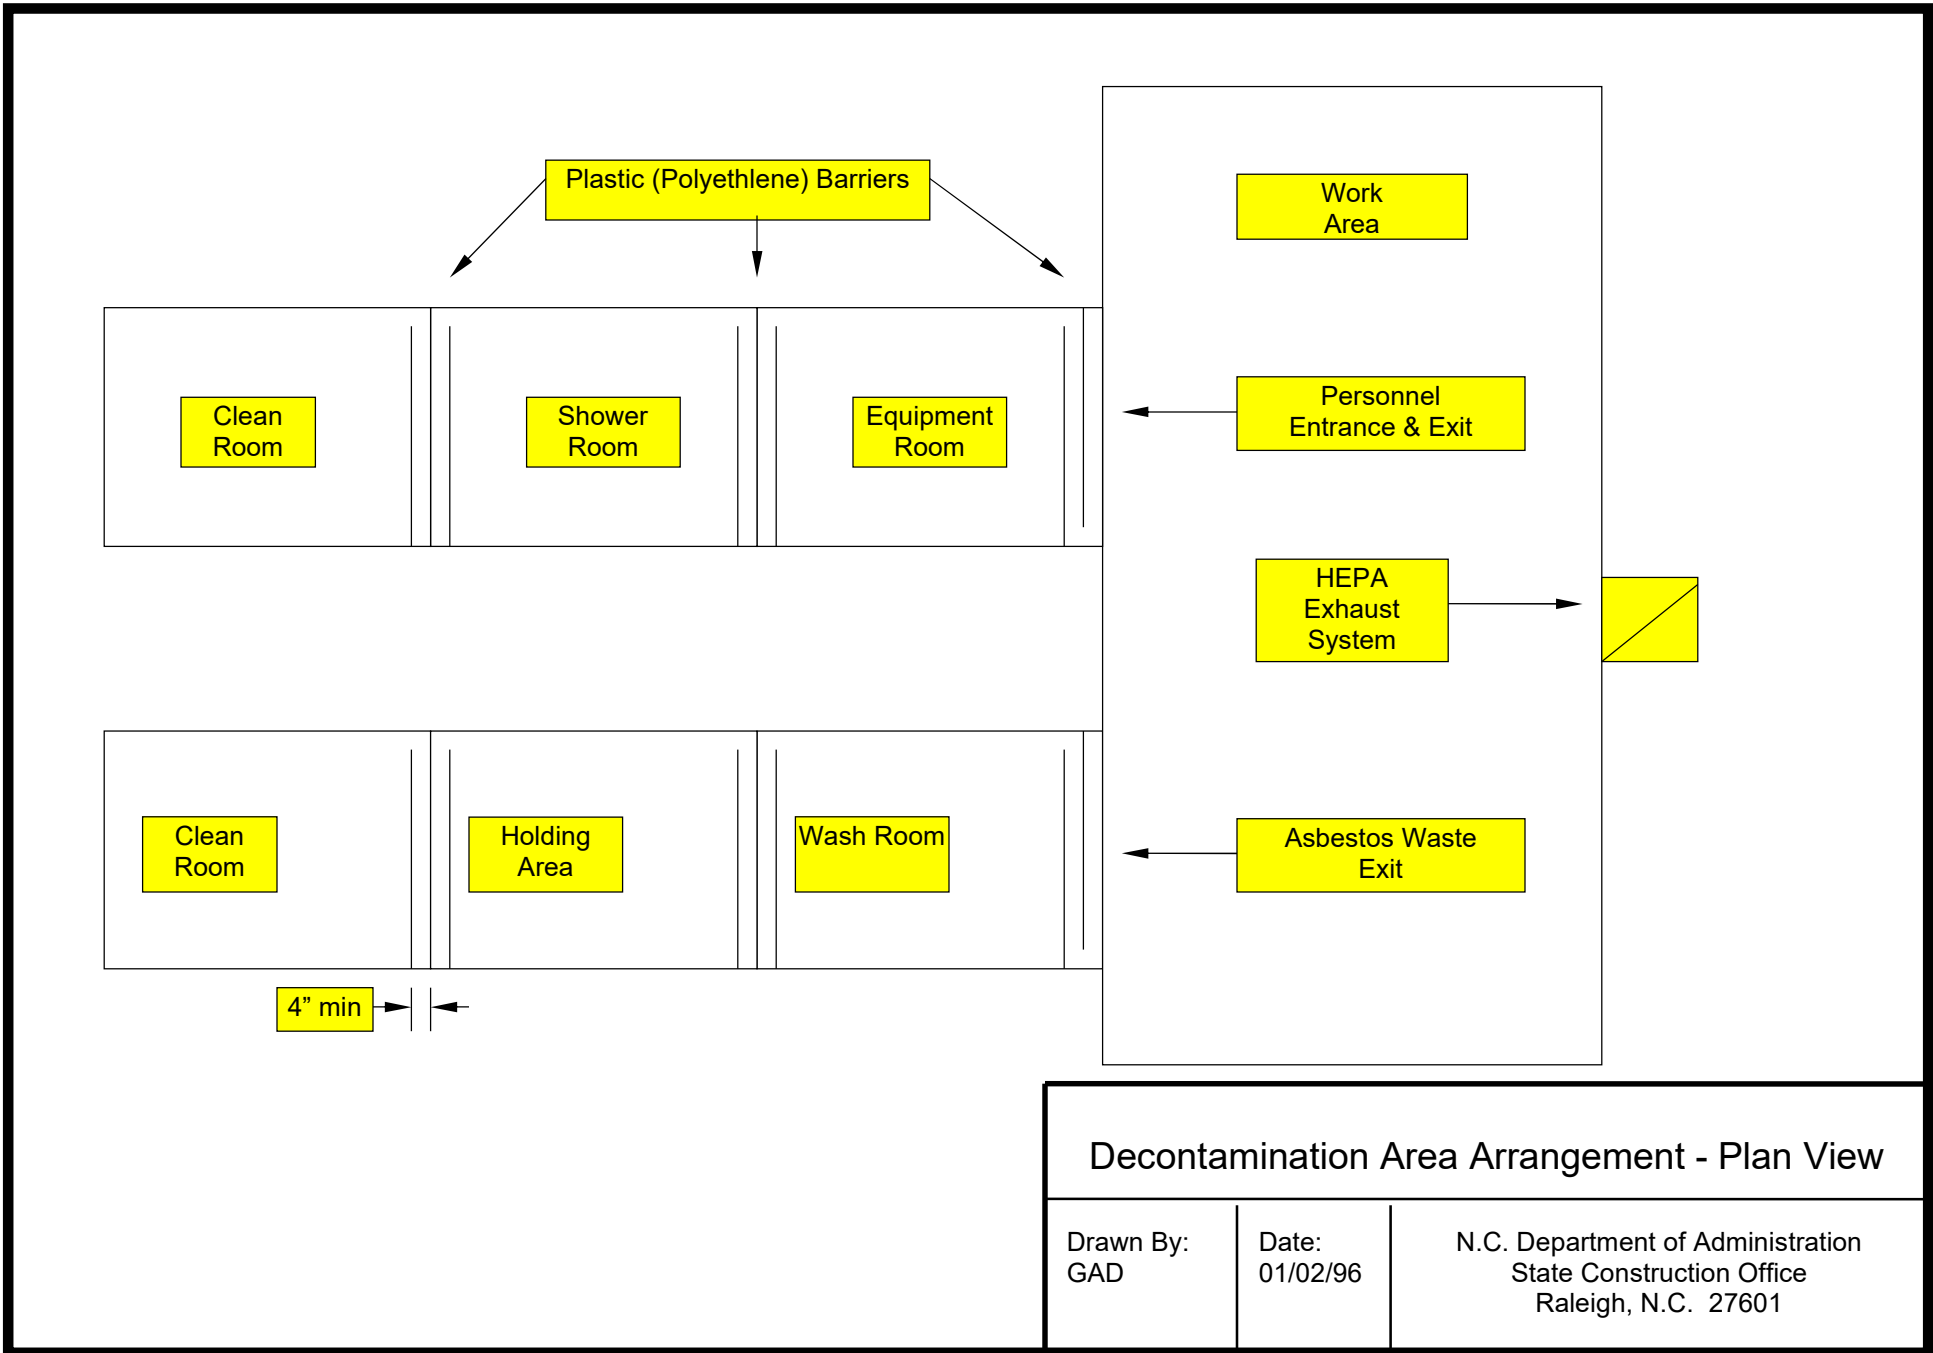 Plastic (Polyethlene) Barriers
Work
Area
Clean
Room
Shower
Room
Equipment
Room
Personnel
Entrance & Exit
HEPA
Exhaust
System
Clean
Room
Holding
Area
Wash Room
Asbestos Waste
Exit
4” min
Decontamination Area Arrangement - Plan View
Drawn By:
GAD
Date:
01/02/96
N.C. Department of Administration
State Construction Office
Raleigh, N.C.  27601